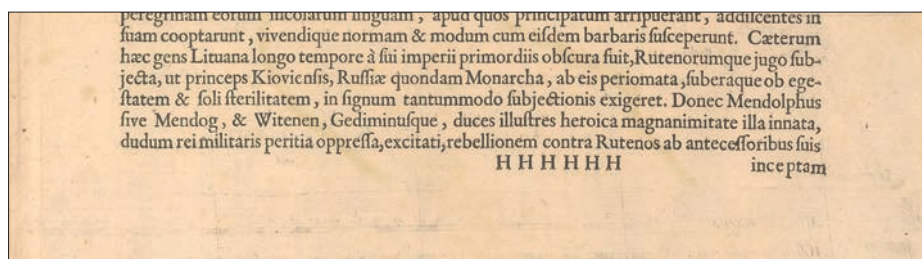 peregrinam eorum incolarum linguam, apud quos principatum arripuerant, addiſcentes in
ſuam cooptarunt, vivendique normam & modum cum eiſdem barbaris ſuſceperunt. Cæterum
hæc gens Lituana longo tempore à ſui imperii primordiis obſcura fuit, Rutenorumque jugo ſub-
jecta, ut princeps Kiovienſis, Ruſſiæ quondam Monarcha, ab eis periomata, ſuberaque ob ege-
ſtatem & ſoli ſterilitatem, in ſignum tantummodo ſubjectionis exigeret. Donec Mendolphus
ſive Mendog, & Witenen, Gediminuſque, duces illuſtres heroica magnanimitate illa innata,
dudum rei militaris peritia oppreſſa, excitati, rebellionem contra Rutenos ab anteceſſoribus ſuis
H H H H H H inceptam